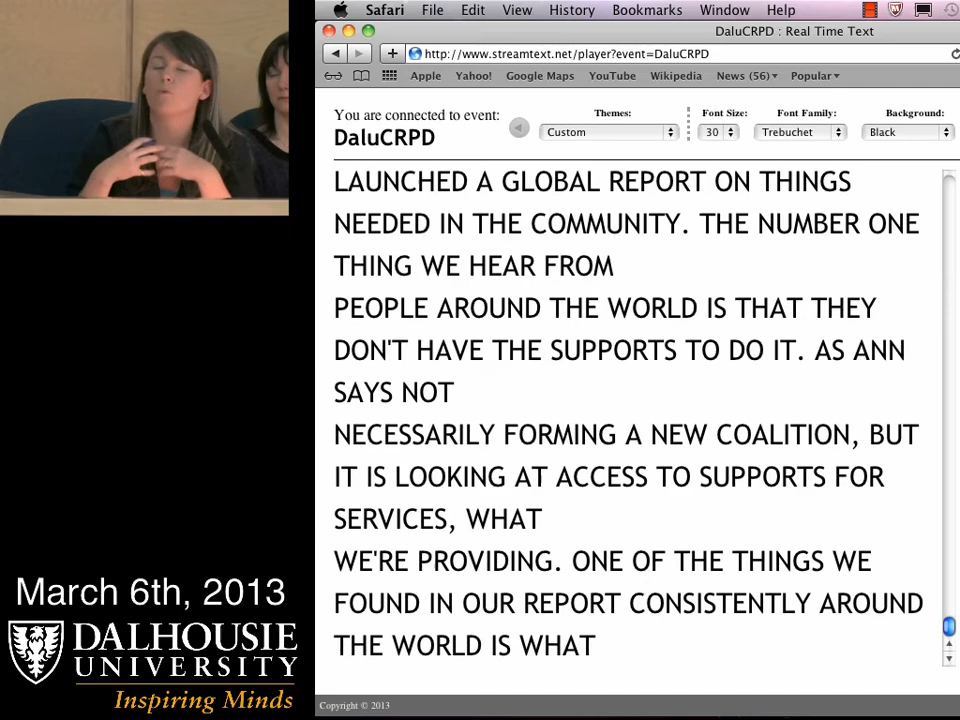 Safari File Edit View History Bookmarks Window Help
DaluCRPD : Real Time Text
http://www.streamtext.net/player?event=DaluCRPD
Apple Yahoo! Google Maps YouTube Wikipedia News (56) Popular
You are connected to event:
DaluCRPD
Themes: Font Size: Font Family: Background:
Custom 30 Trebuchet Black
LAUNCHED A GLOBAL REPORT ON THINGS
NEEDED IN THE COMMUNITY. THE NUMBER ONE
THING WE HEAR FROM
PEOPLE AROUND THE WORLD IS THAT THEY
DON'T HAVE THE SUPPORTS TO DO IT. AS ANN
SAYS NOT
NECESSARILY FORMING A NEW COALITION, BUT
IT IS LOOKING AT ACCESS TO SUPPORTS FOR
SERVICES, WHAT
WE'RE PROVIDING. ONE OF THE THINGS WE
FOUND IN OUR REPORT CONSISTENTLY AROUND
THE WORLD IS WHAT
Copyright © 2013
March 6th, 2013
DALHOUSIE
UNIVERSITY
Inspiring Minds